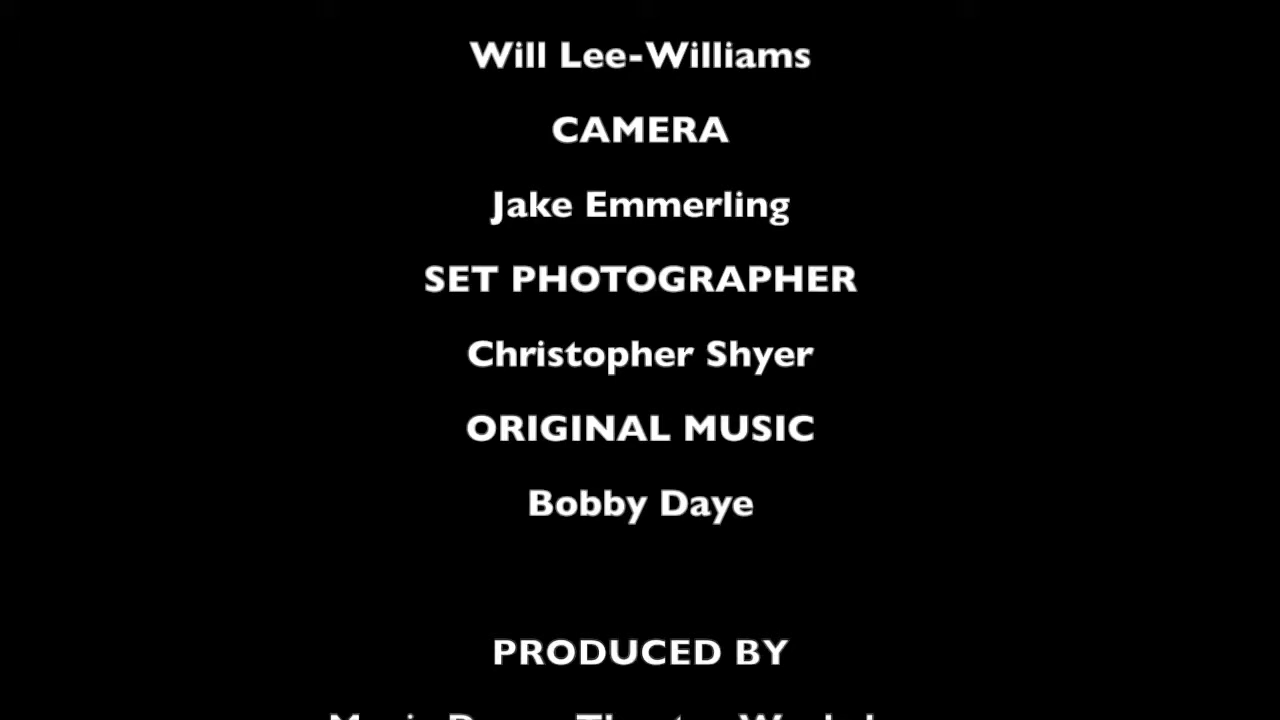 Will Lee-Williams
CAMERA
Jake Emmerling
SET PHOTOGRAPHER
Christopher Shyer
ORIGINAL MUSIC
Bobby Daye
PRODUCED BY